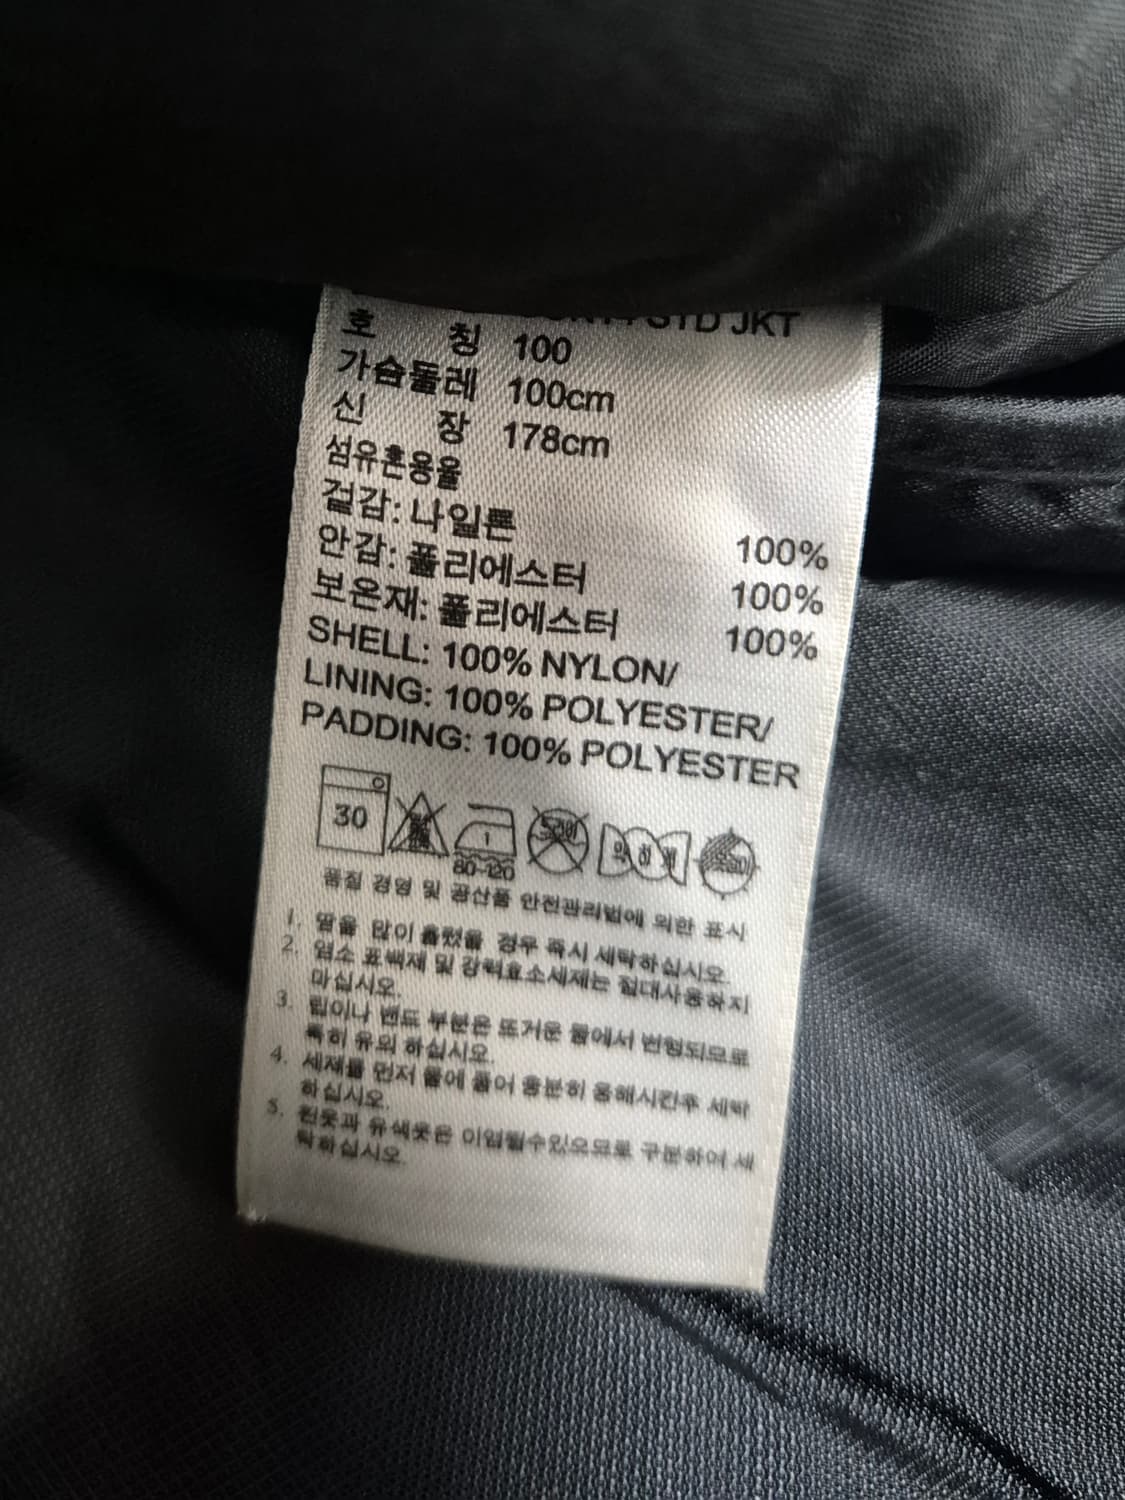 STD JKT
호 칭 100
가슴둘레 100cm
신 장 178cm
섬유혼용율
겉감: 나일론 100%
안감: 폴리에스터 100%
보온재: 폴리에스터 100%
SHELL: 100% NYLON/
LINING: 100% POLYESTER/
PADDING: 100% POLYESTER
30
1
80~120
약하게
품질 경영 및 공산품 안전관리법에 의한 표시
1. 땀을 많이 흘렸을 경우 즉시 세탁하십시오.
2. 염소 표백제 및 강력효소세제는 절대사용하지
마십시오.
3. 립이나 밴드 부분은 뜨거운 물에서 변형되므로
특히 유의 하십시오.
4. 세제를 먼저 물에 풀어 충분히 용해시킨후 세탁
하십시오.
5. 흰옷과 유색옷은 이염될수있으므로 구분하여 세
탁하십시오.